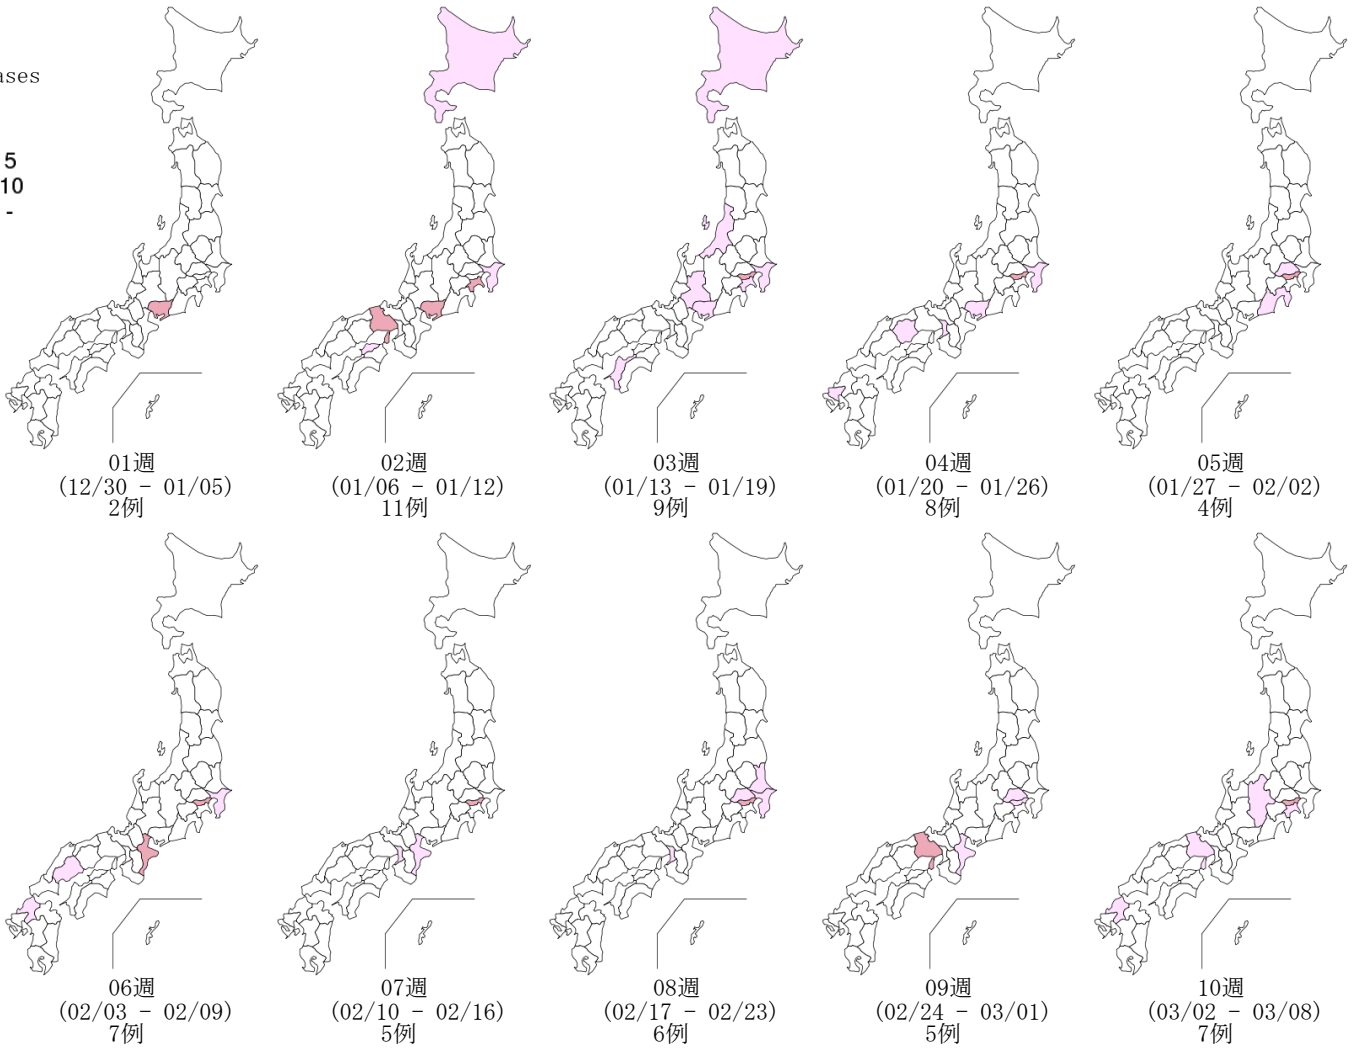 ases
5
10
-
01週
(12/30 - 01/05)
2例
02週
(01/06 - 01/12)
11例
03週
(01/13 - 01/19)
9例
04週
(01/20 - 01/26)
8例
05週
(01/27 - 02/02)
4例
06週
(02/03 - 02/09)
7例
07週
(02/10 - 02/16)
5例
08週
(02/17 - 02/23)
6例
09週
(02/24 - 03/01)
5例
10週
(03/02 - 03/08)
7例